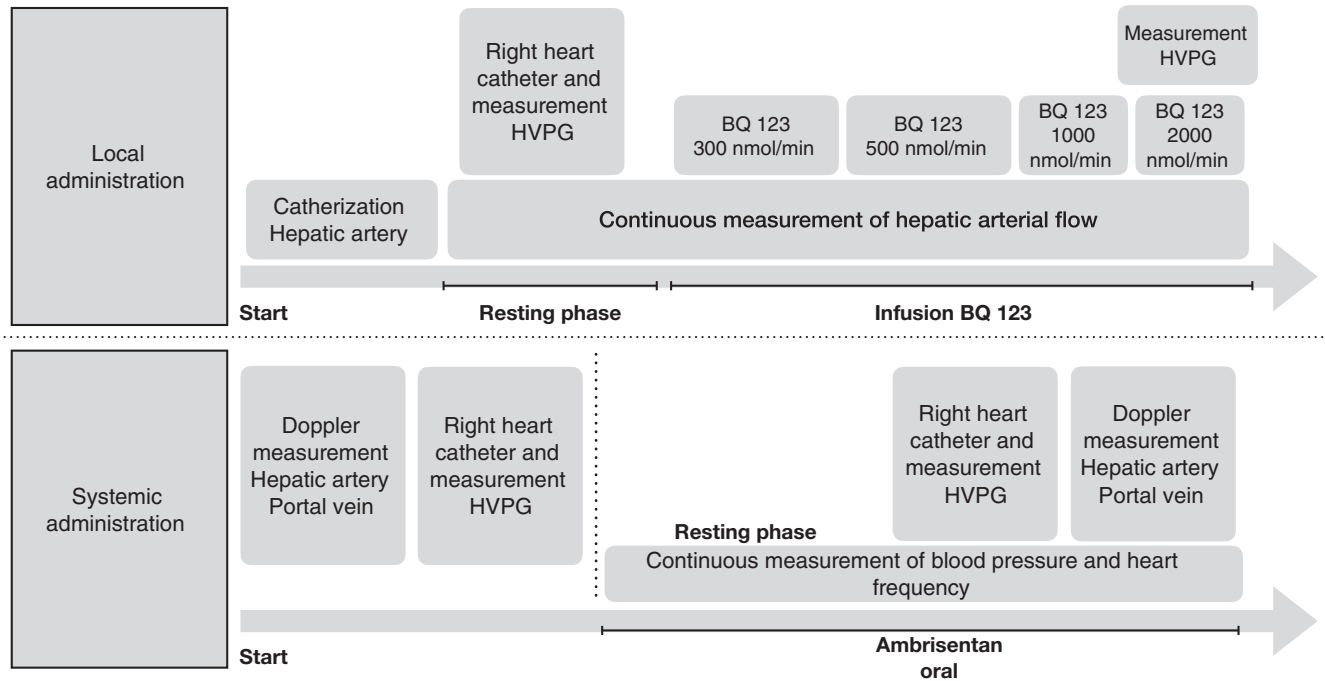 Local
administration
Catherization
Hepatic artery
Right heart
catheter and
measurement
HVPG
BQ 123
300 nmol/min
BQ 123
500 nmol/min
BQ 123
1000
nmol/min
BQ 123
2000
nmol/min
Measurement
HVPG
Continuous measurement of hepatic arterial flow
Start
Resting phase
Infusion BQ 123
Systemic
administration
Doppler
measurement
Hepatic artery
Portal vein
Right heart
catheter and
measurement
HVPG
Right heart
catheter and
measurement
HVPG
Doppler
measurement
Hepatic artery
Portal vein
Resting phase
Continuous measurement of blood pressure and heart
frequency
Start
Ambrisentan
oral